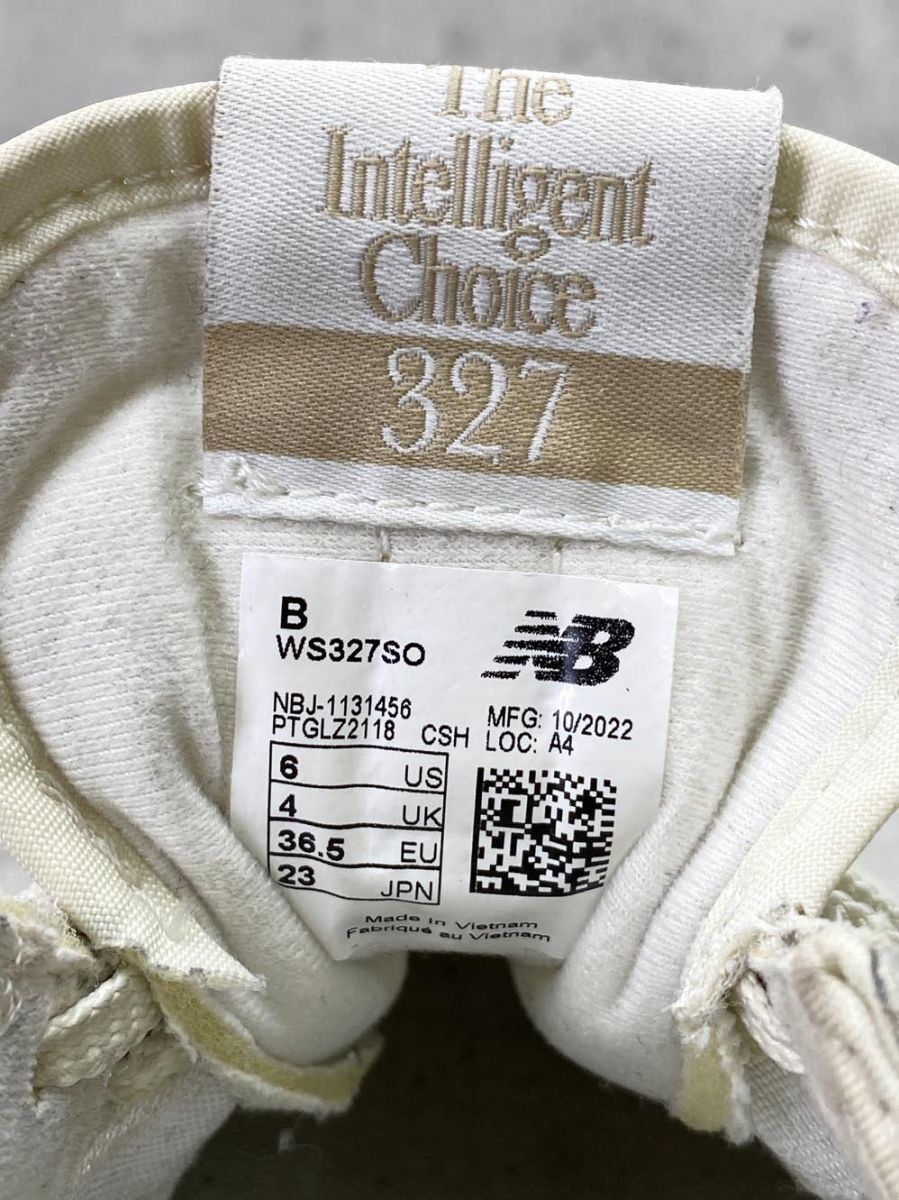 The
Intelligent
Choice
327
B
WS327SO
NB
NBJ-1131456
PTGLZ2118 CSH
MFG: 10/2022
LOC: A4
6 US
4 UK
36.5 EU
23 JPN
Made in Vietnam
Fabriqué au Vietnam